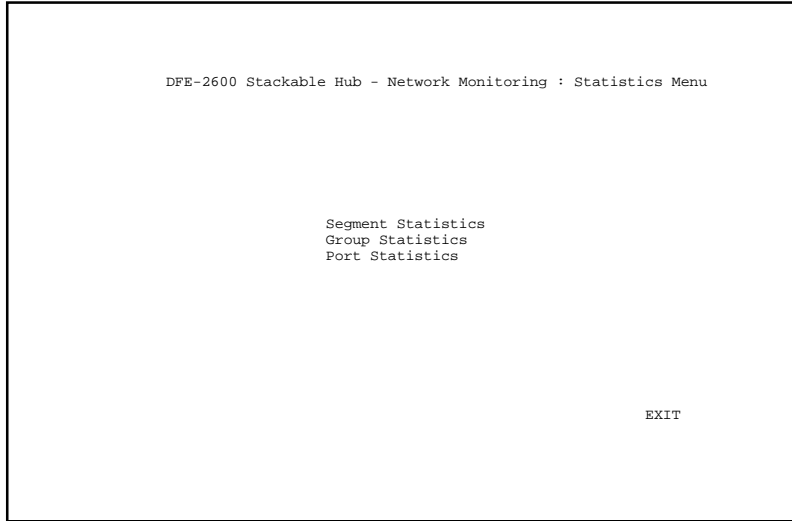 DFE-2600 Stackable Hub - Network Monitoring : Statistics Menu
Segment Statistics
Group Statistics
Port Statistics
EXIT